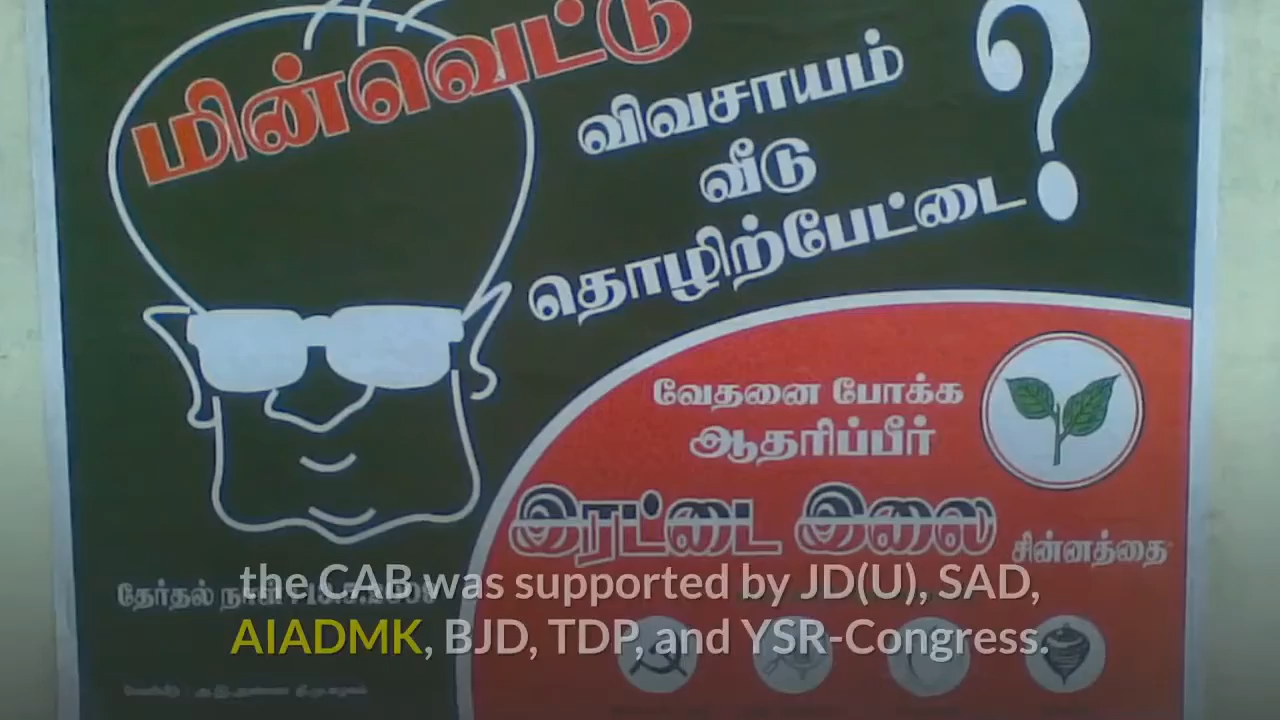 மின்வெட்டு
விவசாயம்
வீடு
தொழிற்பேட்டை ?
வேதனை போக்க
ஆதரிப்பீர்
இரட்டை இலை
சின்னத்தை
தேர்தல் நாள்
the CAB was supported by JD(U), SAD,
AIADMK, BJD, TDP, and YSR-Congress.